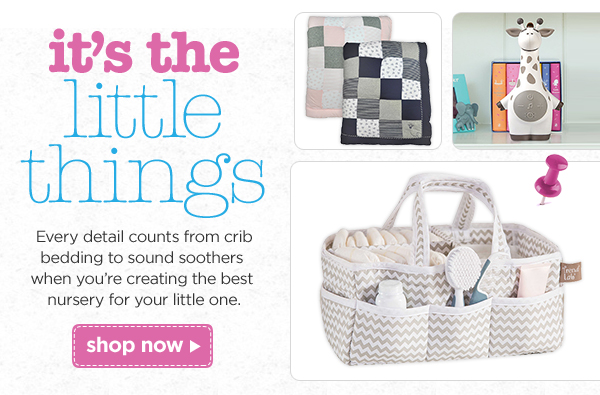 it's the
little
things
Every detail counts from crib
bedding to sound soothers
when you're creating the best
nursery for your little one.
shop now